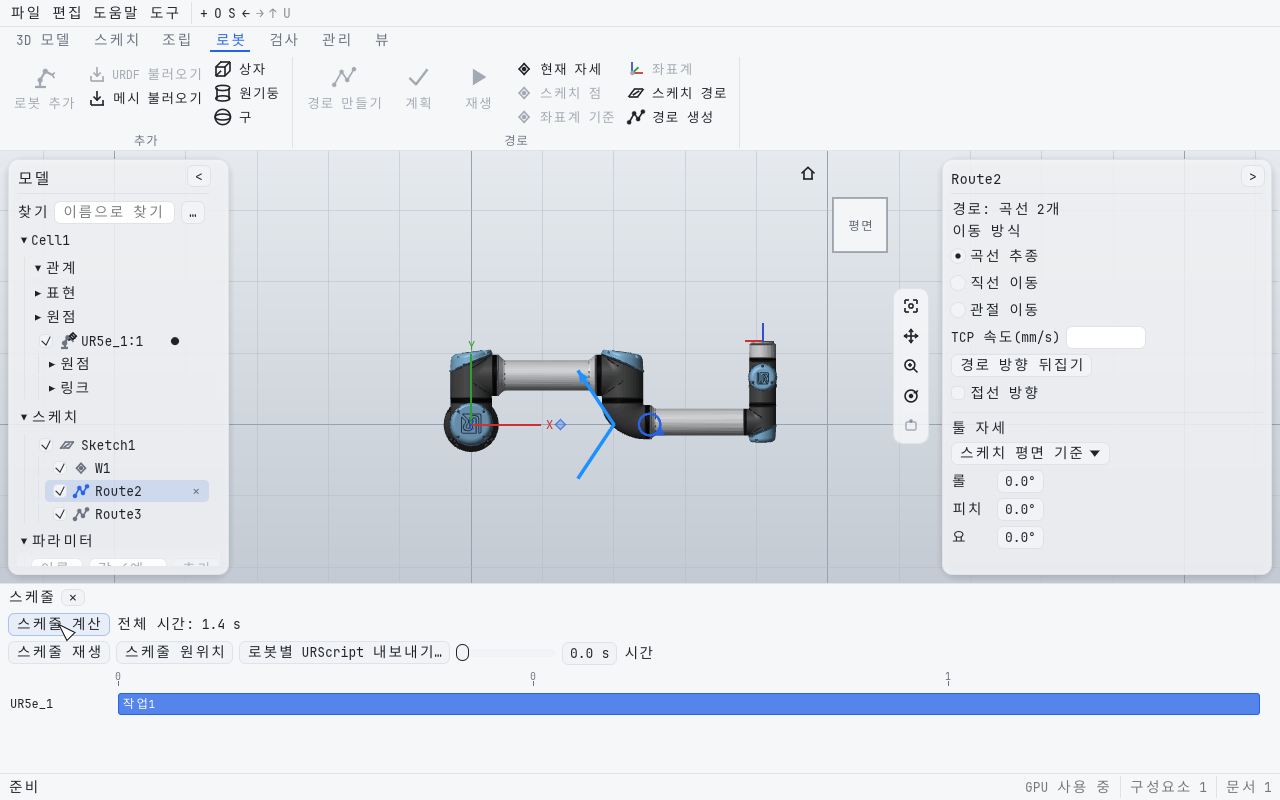 파일 편집 도움말 도구 + O S ← → ↑ U
3D 모델 스케치 조립 로봇 검사 관리 뷰
로봇 추가
URDF 불러오기
메시 불러오기
상자
원기둥
구
추가
경로 만들기
계획
재생
현재 자세
스케치 점
좌표계 기준
좌표계
스케치 경로
경로 생성
경로
모델 <
찾기 이름으로 찾기 …
Cell1
관계
표현
원점
UR5e_1:1
원점
링크
스케치
Sketch1
W1
Route2 ×
Route3
파라미터
Y
X
평면
Route2 >
경로: 곡선 2개
이동 방식
곡선 추종
직선 이동
관절 이동
TCP 속도(mm/s)
경로 방향 뒤집기
접선 방향
툴 자세
스케치 평면 기준
롤 0.0°
피치 0.0°
요 0.0°
스케줄 ×
스케줄 계산 전체 시간: 1.4 s
스케줄 재생 스케줄 원위치 로봇별 URScript 내보내기… 0.0 s 시간
0 0 1
UR5e_1 작업1
준비 GPU 사용 중 구성요소 1 문서 1